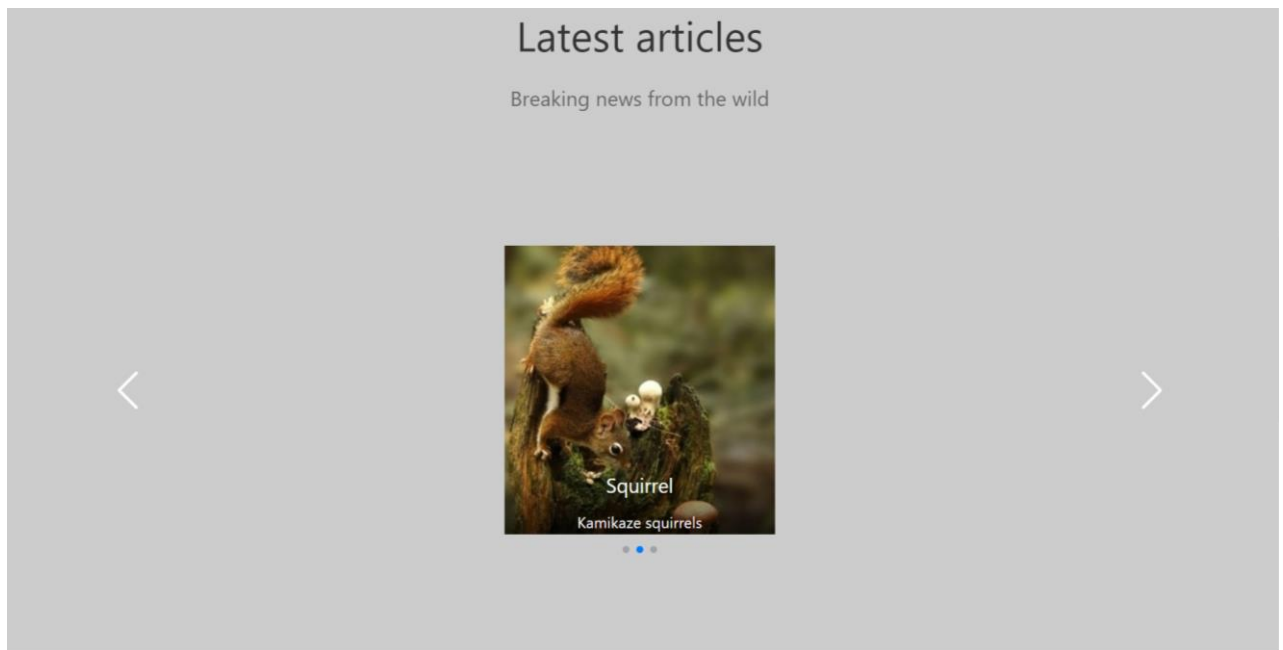 Latest articles
Breaking news from the wild
Squirrel
Kamikaze squirrels